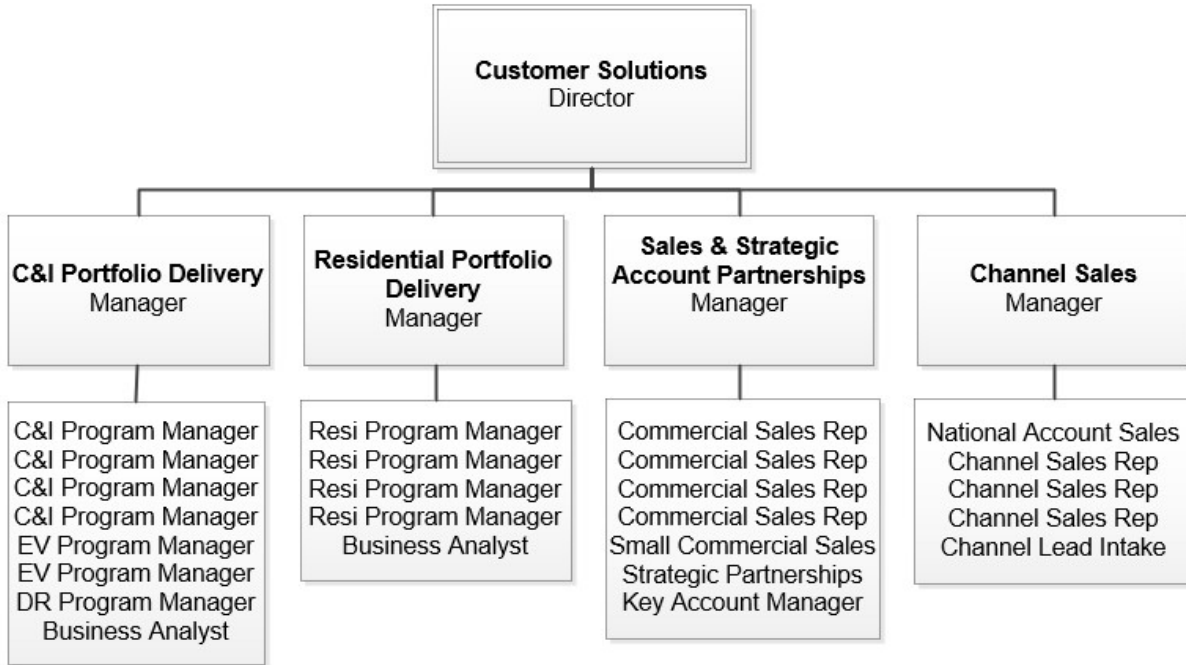 Customer Solutions
Director
C&I Portfolio Delivery
Manager
Residential Portfolio
Delivery
Manager
Sales & Strategic
Account Partnerships
Manager
Channel Sales
Manager
C&I Program Manager
C&I Program Manager
C&I Program Manager
C&I Program Manager
EV Program Manager
EV Program Manager
DR Program Manager
Business Analyst
Resi Program Manager
Resi Program Manager
Resi Program Manager
Resi Program Manager
Business Analyst
Commercial Sales Rep
Commercial Sales Rep
Commercial Sales Rep
Commercial Sales Rep
Small Commercial Sales
Strategic Partnerships
Key Account Manager
National Account Sales
Channel Sales Rep
Channel Sales Rep
Channel Sales Rep
Channel Lead Intake